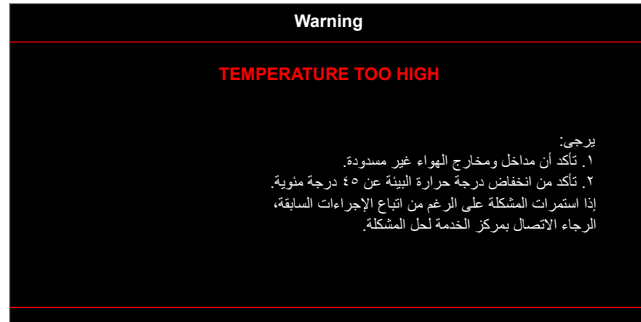 Warning
TEMPERATURE TOO HIGH
يرجى:
١. تأكد أن مداخل ومخارج الهواء غير مسدودة.
٢. تأكد من انخفاض درجة حرارة البيئة عن ٤٥ درجة مئوية.
إذا استمرات المشكلة على الرغم من اتباع الإجراءات السابقة،
الرجاء الاتصال بمركز الخدمة لحل المشكلة.